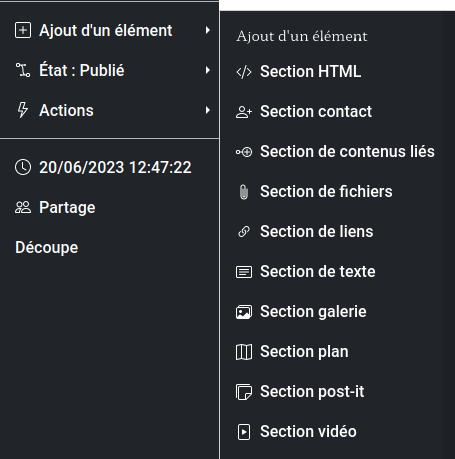 Ajout d'un élément
État : Publié
Actions
20/06/2023 12:47:22
Partage
Découpe
Ajout d'un élément
Section HTML
Section contact
Section de contenus liés
Section de fichiers
Section de liens
Section de texte
Section galerie
Section plan
Section post-it
Section vidéo